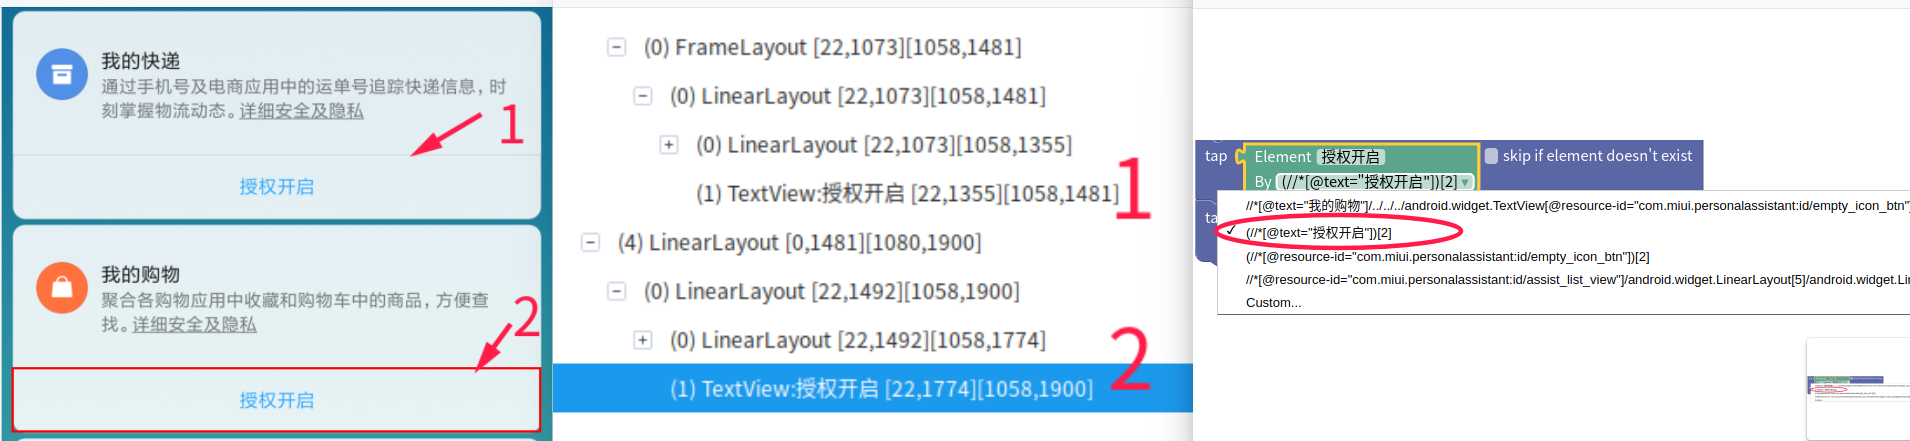 我的快递
通过手机号及电商应用中的运单号追踪快递信息，时
刻掌握物流动态。详细安全及隐私
1
授权开启
我的购物
聚合各购物应用中收藏和购物车中的商品，方便查
找。详细安全及隐私
2
授权开启
(0) FrameLayout [22,1073][1058,1481]
(0) LinearLayout [22,1073][1058,1481]
(0) LinearLayout [22,1073][1058,1355]
(1) TextView:授权开启 [22,1355][1058,1481]
1
(4) LinearLayout [0,1481][1080,1900]
(0) LinearLayout [22,1492][1058,1900]
(0) LinearLayout [22,1492][1058,1774]
2
(1) TextView:授权开启 [22,1774][1058,1900]
tap Element 授权开启 skip if element doesn't exist
By (//*[@text="授权开启"])[2]
ta
//*[@text="我的购物"]/../../../android.widget.TextView[@resource-id="com.miui.personalassistant:id/empty_icon_btn"]
✓ (//*[@text="授权开启"])[2]
(//*[@resource-id="com.miui.personalassistant:id/empty_icon_btn"])[2]
//*[@resource-id="com.miui.personalassistant:id/assist_list_view"]/android.widget.LinearLayout[5]/android.widget.Lin
Custom...